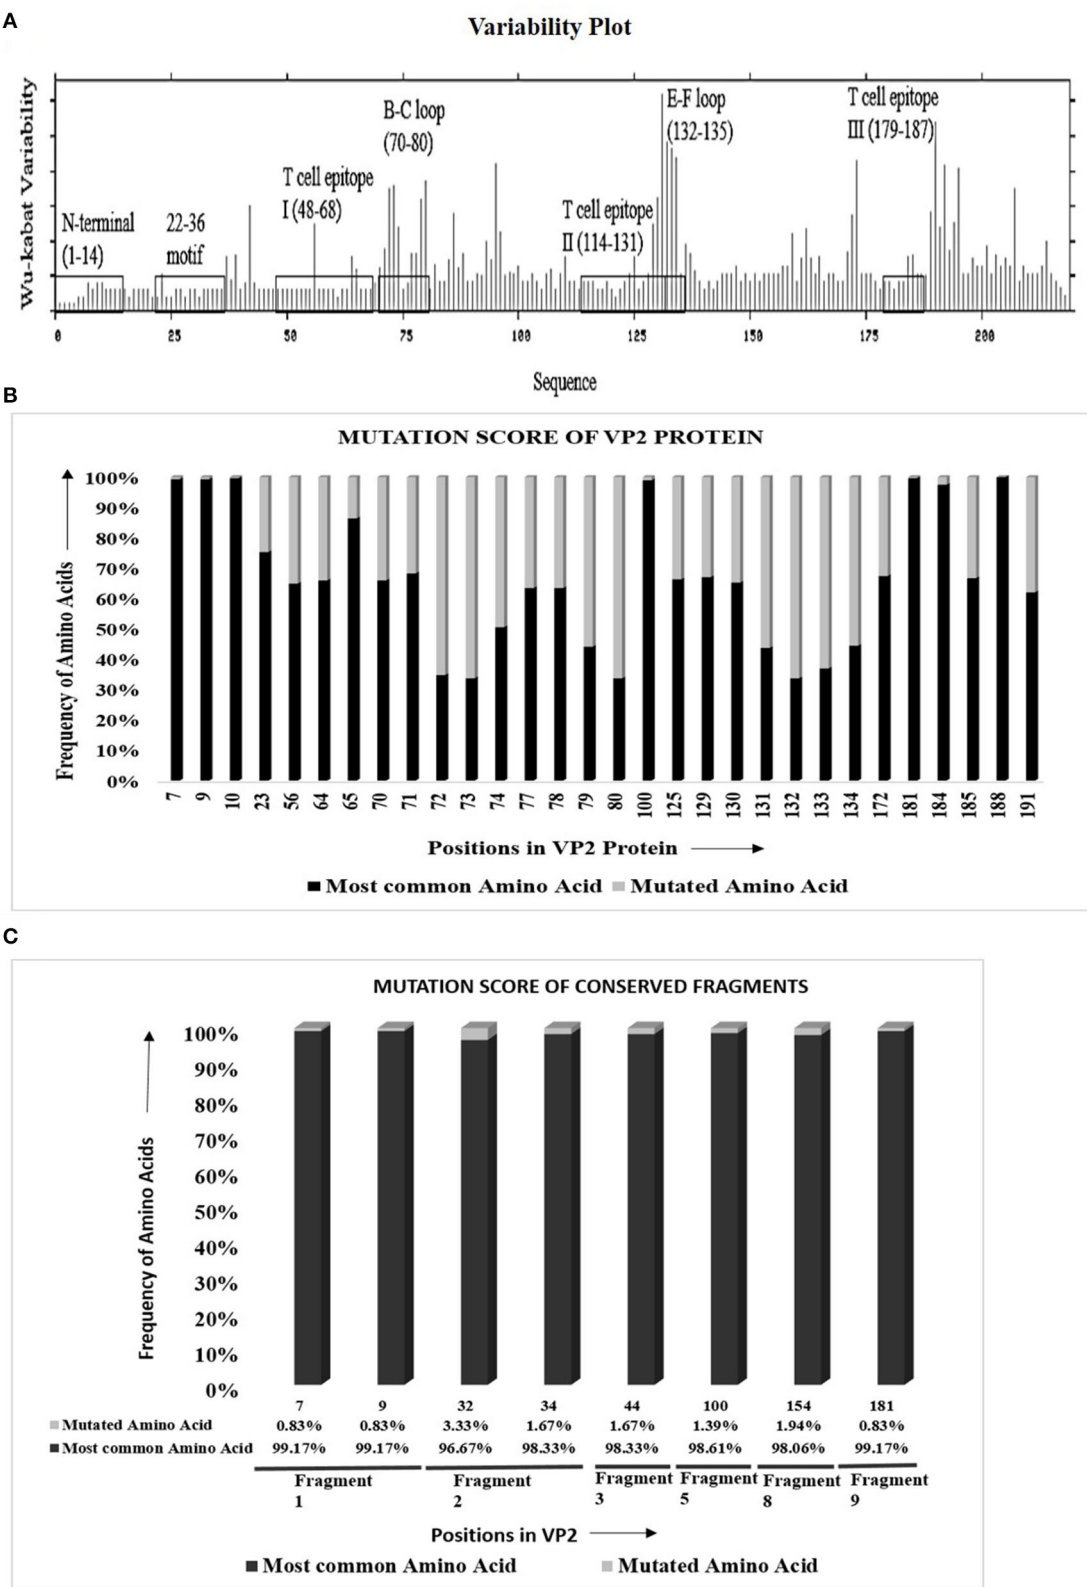 A
Variability Plot
Wu-kabat Variability
N-terminal
(1-14)
22-36
motif
T cell epitope
I (48-68)
B-C loop
(70-80)
T cell epitope
II (114-131)
E-F loop
(132-135)
T cell epitope
III (179-187)
0 25 50 75 100 125 150 175 200
Sequence
B
MUTATION SCORE OF VP2 PROTEIN
Frequency of Amino Acids
100%
90%
80%
70%
60%
50%
40%
30%
20%
10%
0%
7 9 10 23 56 64 65 70 71 72 73 74 77 78 79 80 100 125 129 130 131 132 133 134 172 181 184 185 188 191
Positions in VP2 Protein
Most common Amino Acid Mutated Amino Acid
C
MUTATION SCORE OF CONSERVED FRAGMENTS
Frequency of Amino Acids
100%
90%
80%
70%
60%
50%
40%
30%
20%
10%
0%
7 9 32 34 44 100 154 181
Mutated Amino Acid 0.83% 0.83% 3.33% 1.67% 1.67% 1.39% 1.94% 0.83%
Most common Amino Acid 99.17% 99.17% 96.67% 98.33% 98.33% 98.61% 98.06% 99.17%
Fragment Fragment Fragment Fragment Fragment Fragment
1 2 3 5 8 9
Positions in VP2
Most common Amino Acid Mutated Amino Acid